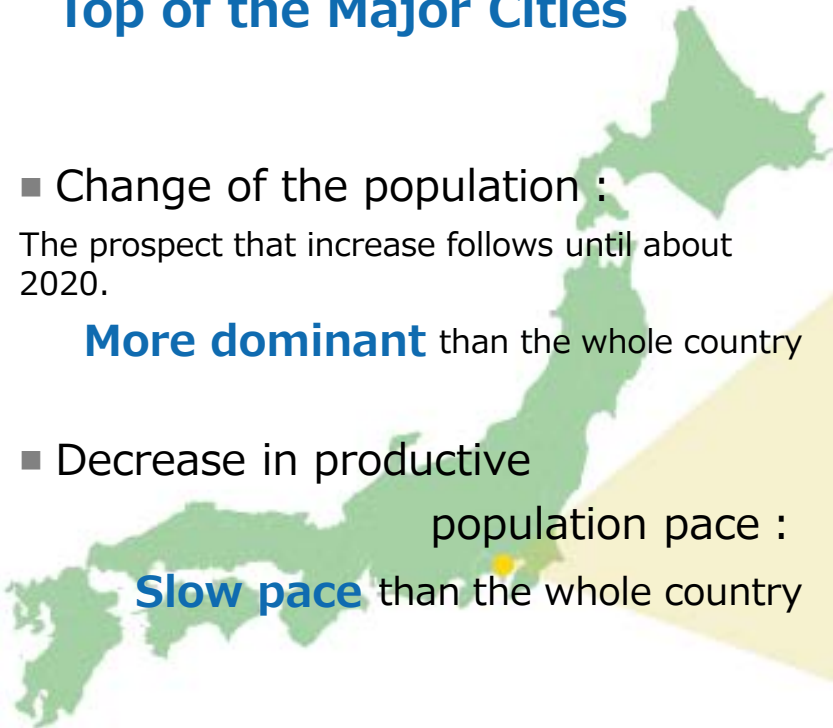 Top of the Major Cities
■ Change of the population :
The prospect that increase follows until about
2020.
More dominant than the whole country
■ Decrease in productive
population pace :
Slow pace than the whole country